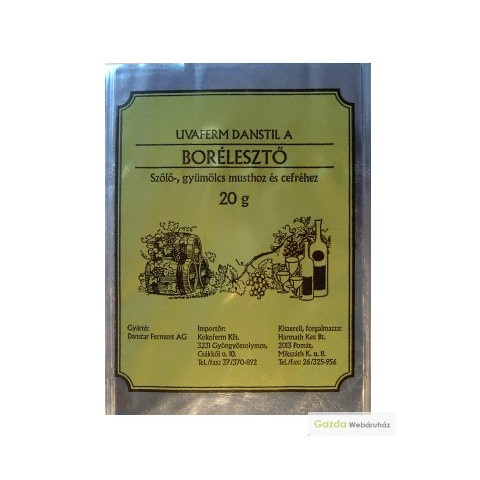 UVAFERM DANSTIL A
BORÉLESZTŐ
Szőlő-, gyümölcs musthoz és cefréhez
20 g
Gyártó:
Danstar Ferment AG
Importőr:
Kokoferm Kft.
3231 Gyöngyössolymos,
Csákkői u. 10.
Tel./fax: 37/370-892
Kiszereli, forgalmazza:
Harmath Ker. Bt.
2013 Pomáz,
Mikszáth K. u. 11.
Tel./fax: 26/325-956
Gazda Webáruház